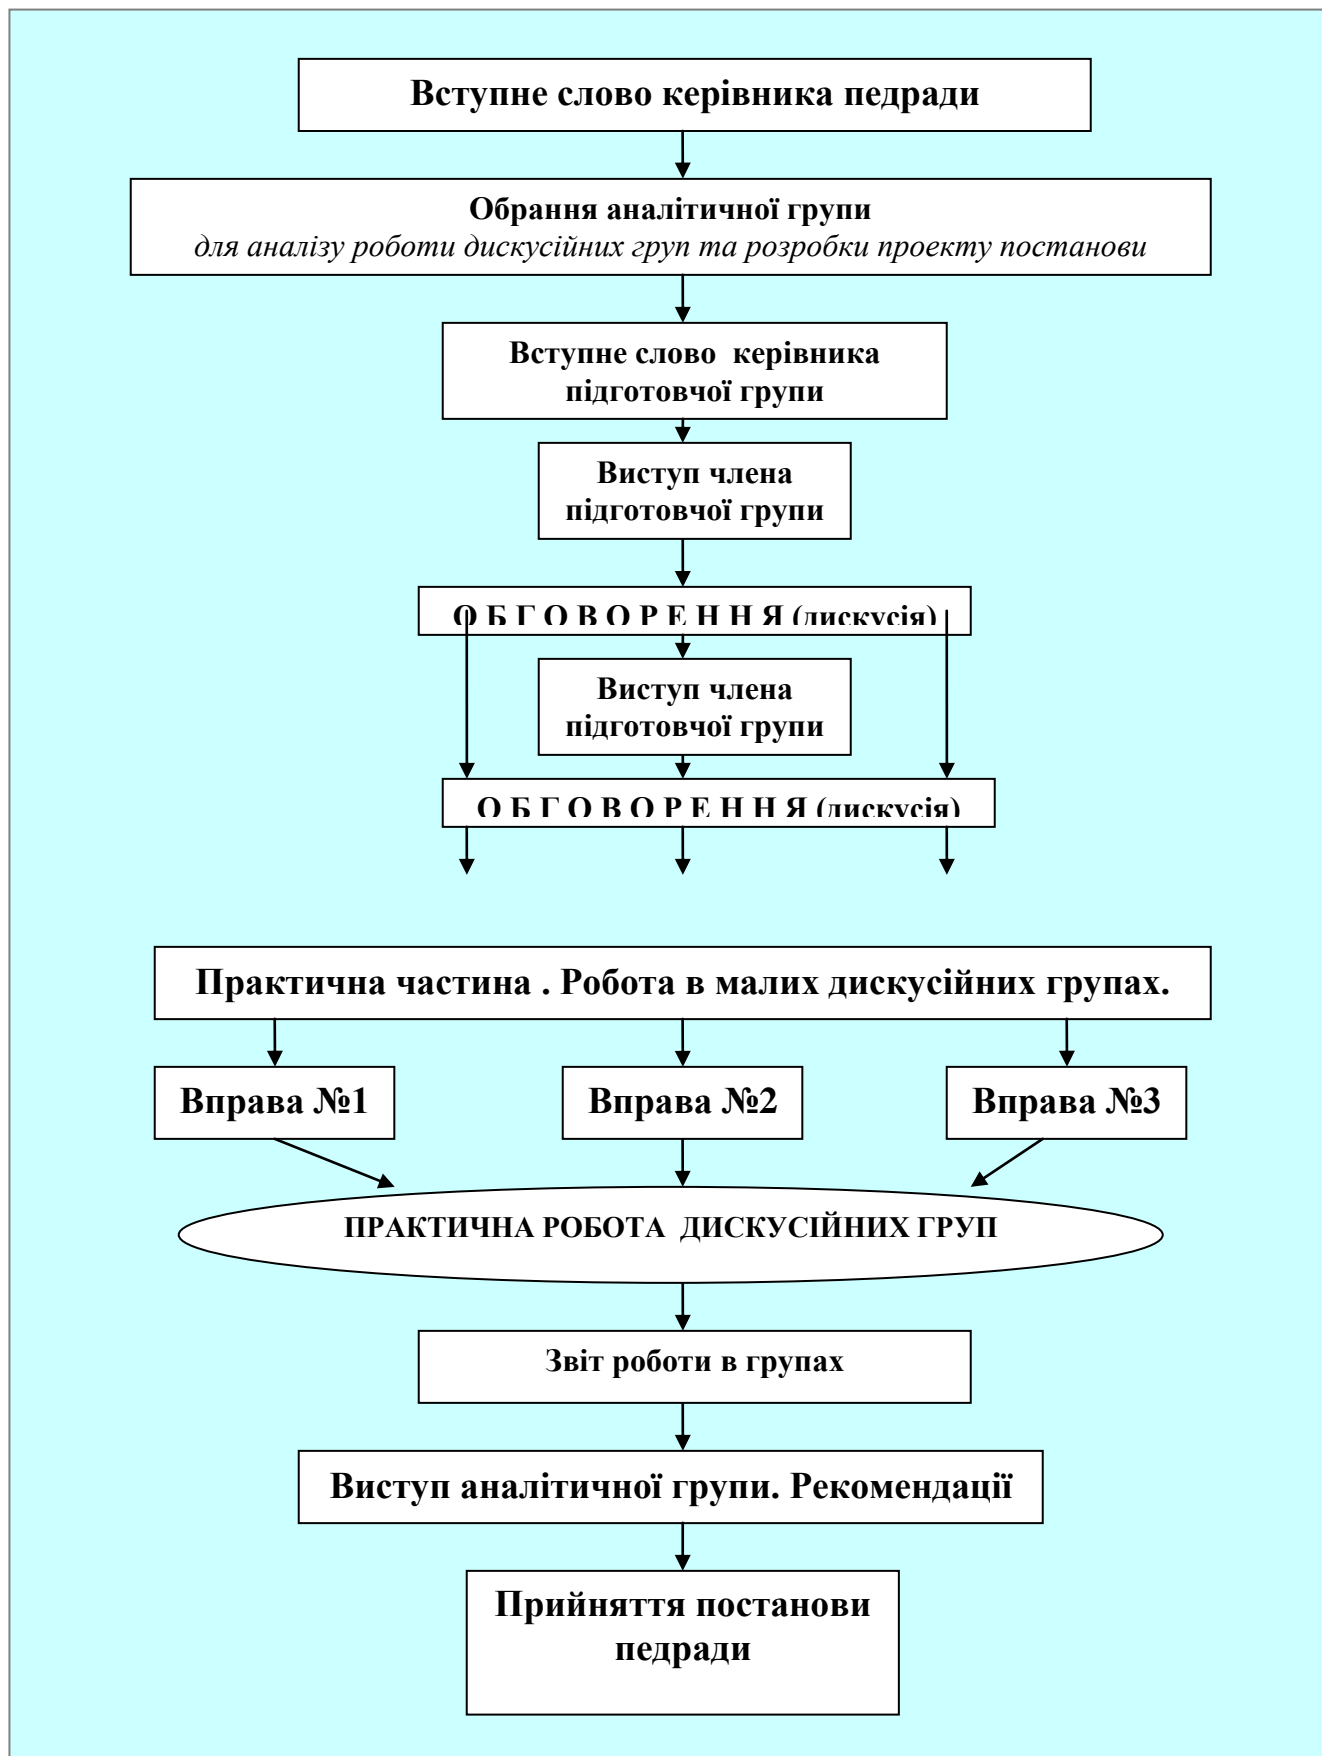 Вступне слово керівника педради
Обрання аналітичної групи
для аналізу роботи дискусійних груп та розробки проекту постанови
Вступне слово керівника
підготовчої групи
Виступ члена
підготовчої групи
О Б Г О В О Р Е Н Н Я (дискусія)
Виступ члена
підготовчої групи
О Б Г О В О Р Е Н Н Я (дискусія)
Практична частина . Робота в малих дискусійних групах.
Вправа №1
Вправа №2
Вправа №3
ПРАКТИЧНА РОБОТА ДИСКУСІЙНИХ ГРУП
Звіт роботи в групах
Виступ аналітичної групи. Рекомендації
Прийняття постанови
педради